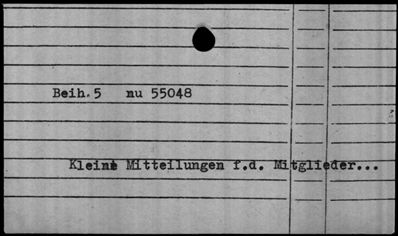 Beih. 5 nu 55048
Kleine Mitteilungen f.d. Mitglieder...